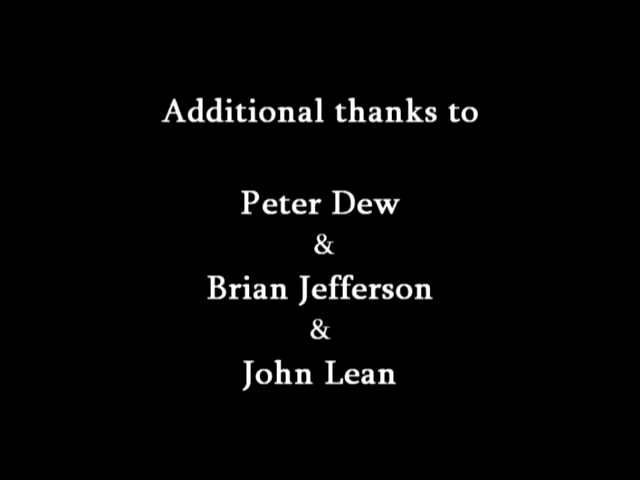 Additional thanks to
Peter Dew
&
Brian Jefferson
&
John Lean